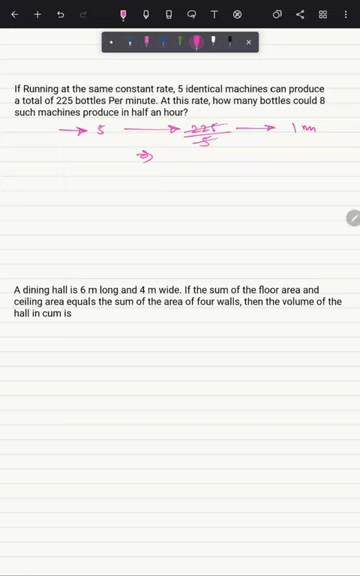 If Running at the same constant rate, 5 identical machines can produce
a total of 225 bottles Per minute. At this rate, how many bottles could 8
such machines produce in half an hour?
→ 5 → 225/5 → 1 m
⇒
A dining hall is 6 m long and 4 m wide. If the sum of the floor area and
ceiling area equals the sum of the area of four walls, then the volume of the
hall in cum is